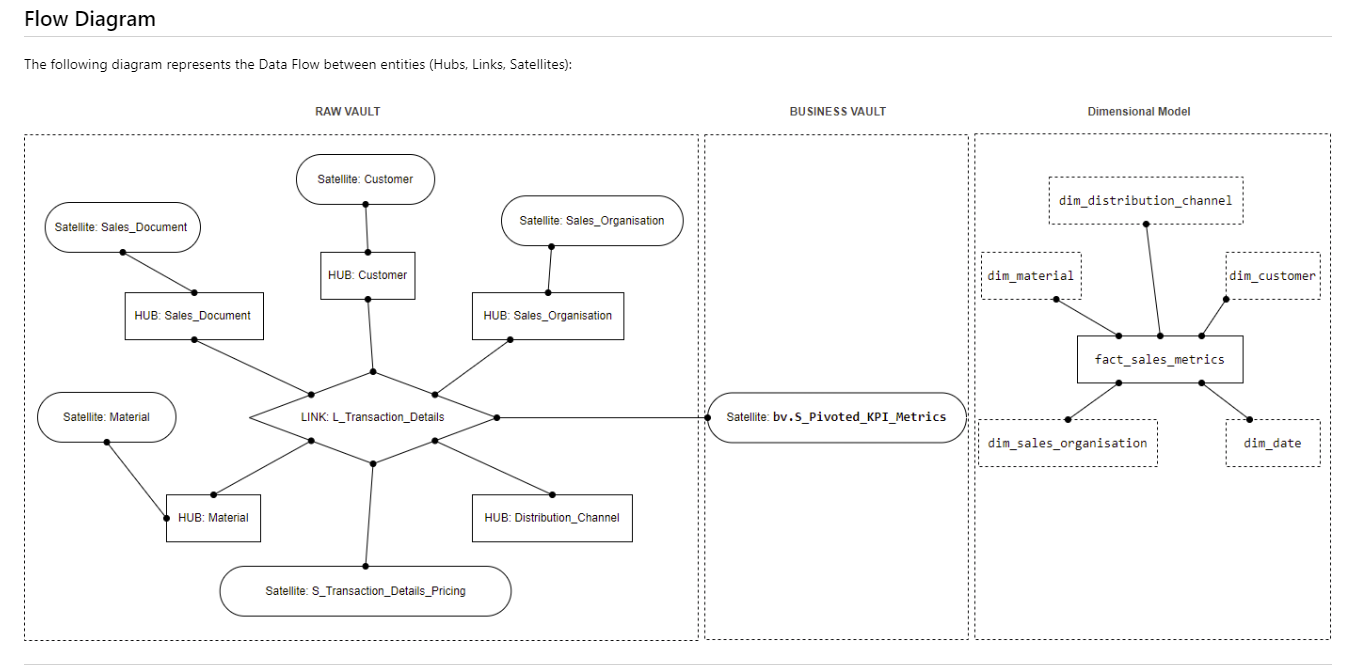 Flow Diagram
The following diagram represents the Data Flow between entities (Hubs, Links, Satellites):
RAW VAULT
BUSINESS VAULT
Dimensional Model
Satellite: Customer
Satellite: Sales_Document
Satellite: Sales_Organisation
HUB: Customer
HUB: Sales_Document
HUB: Sales_Organisation
Satellite: Material
LINK: L_Transaction_Details
HUB: Material
HUB: Distribution_Channel
Satellite: S_Transaction_Details_Pricing
Satellite: bv.S_Pivoted_KPI_Metrics
dim_distribution_channel
dim_material
dim_customer
fact_sales_metrics
dim_sales_organisation
dim_date